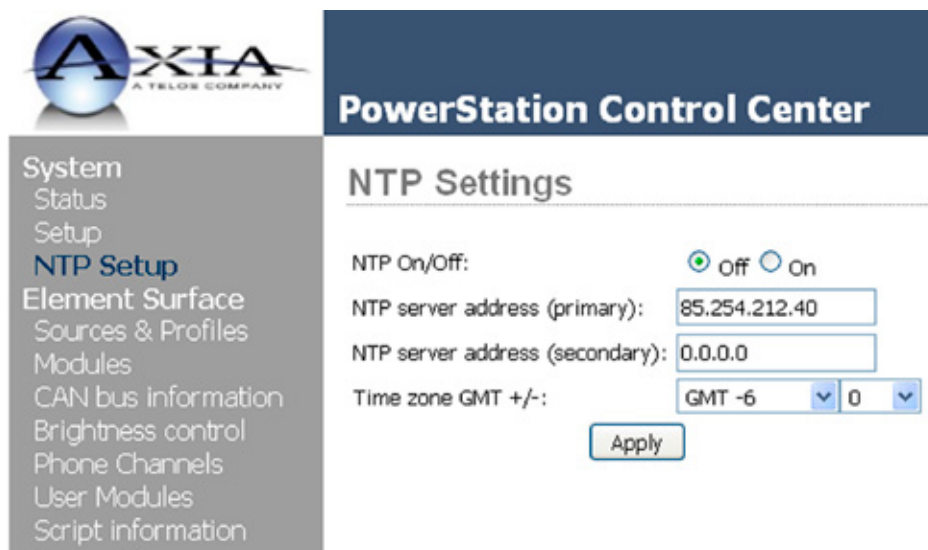 AXIA
A TELOS COMPANY
PowerStation Control Center
System
Status
Setup
NTP Setup
Element Surface
Sources & Profiles
Modules
CAN bus information
Brightness control
Phone Channels
User Modules
Script information
NTP Settings
NTP On/Off: Off On
NTP server address (primary): 85.254.212.40
NTP server address (secondary): 0.0.0.0
Time zone GMT +/-: GMT -6 0
Apply